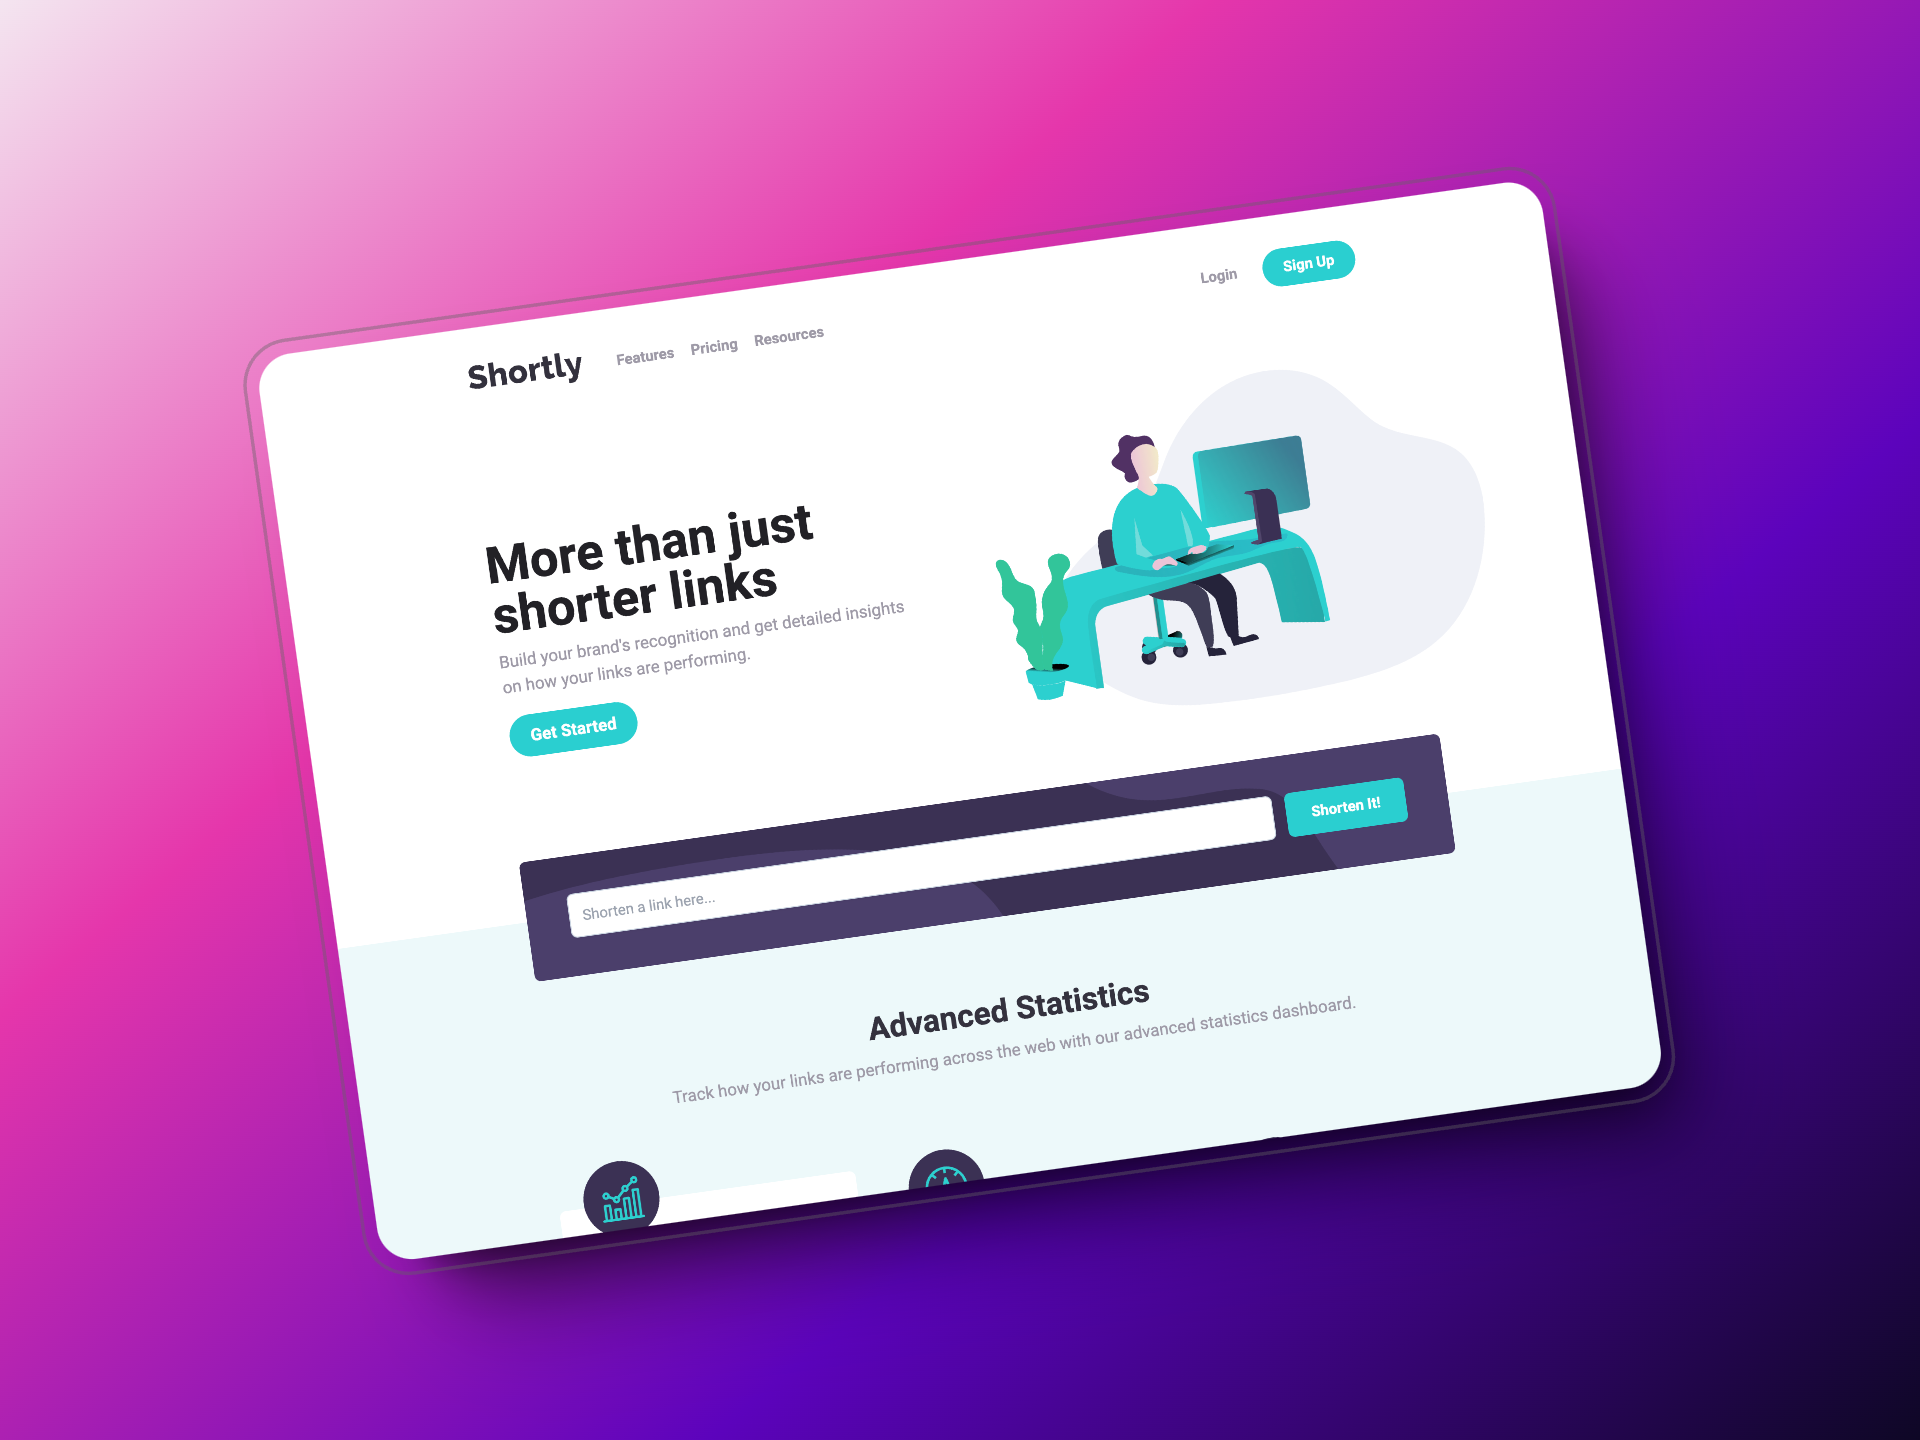 Shortly
Features Pricing Resources
Login Sign Up
More than just
shorter links
Build your brand's recognition and get detailed insights
on how your links are performing.
Get Started
Shorten a link here...
Shorten It!
Advanced Statistics
Track how your links are performing across the web with our advanced statistics dashboard.